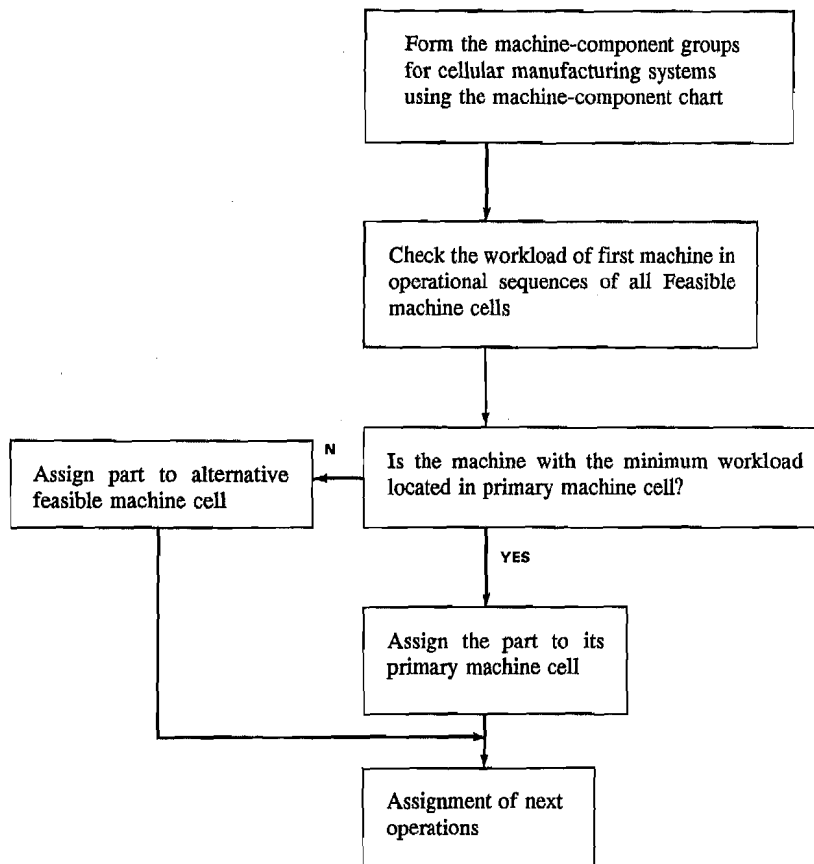 Form the machine-component groups
for cellular manufacturing systems
using the machine-component chart
Check the workload of first machine in
operational sequences of all Feasible
machine cells
N
Assign part to alternative
feasible machine cell
Is the machine with the minimum workload
located in primary machine cell?
YES
Assign the part to its
primary machine cell
Assignment of next
operations